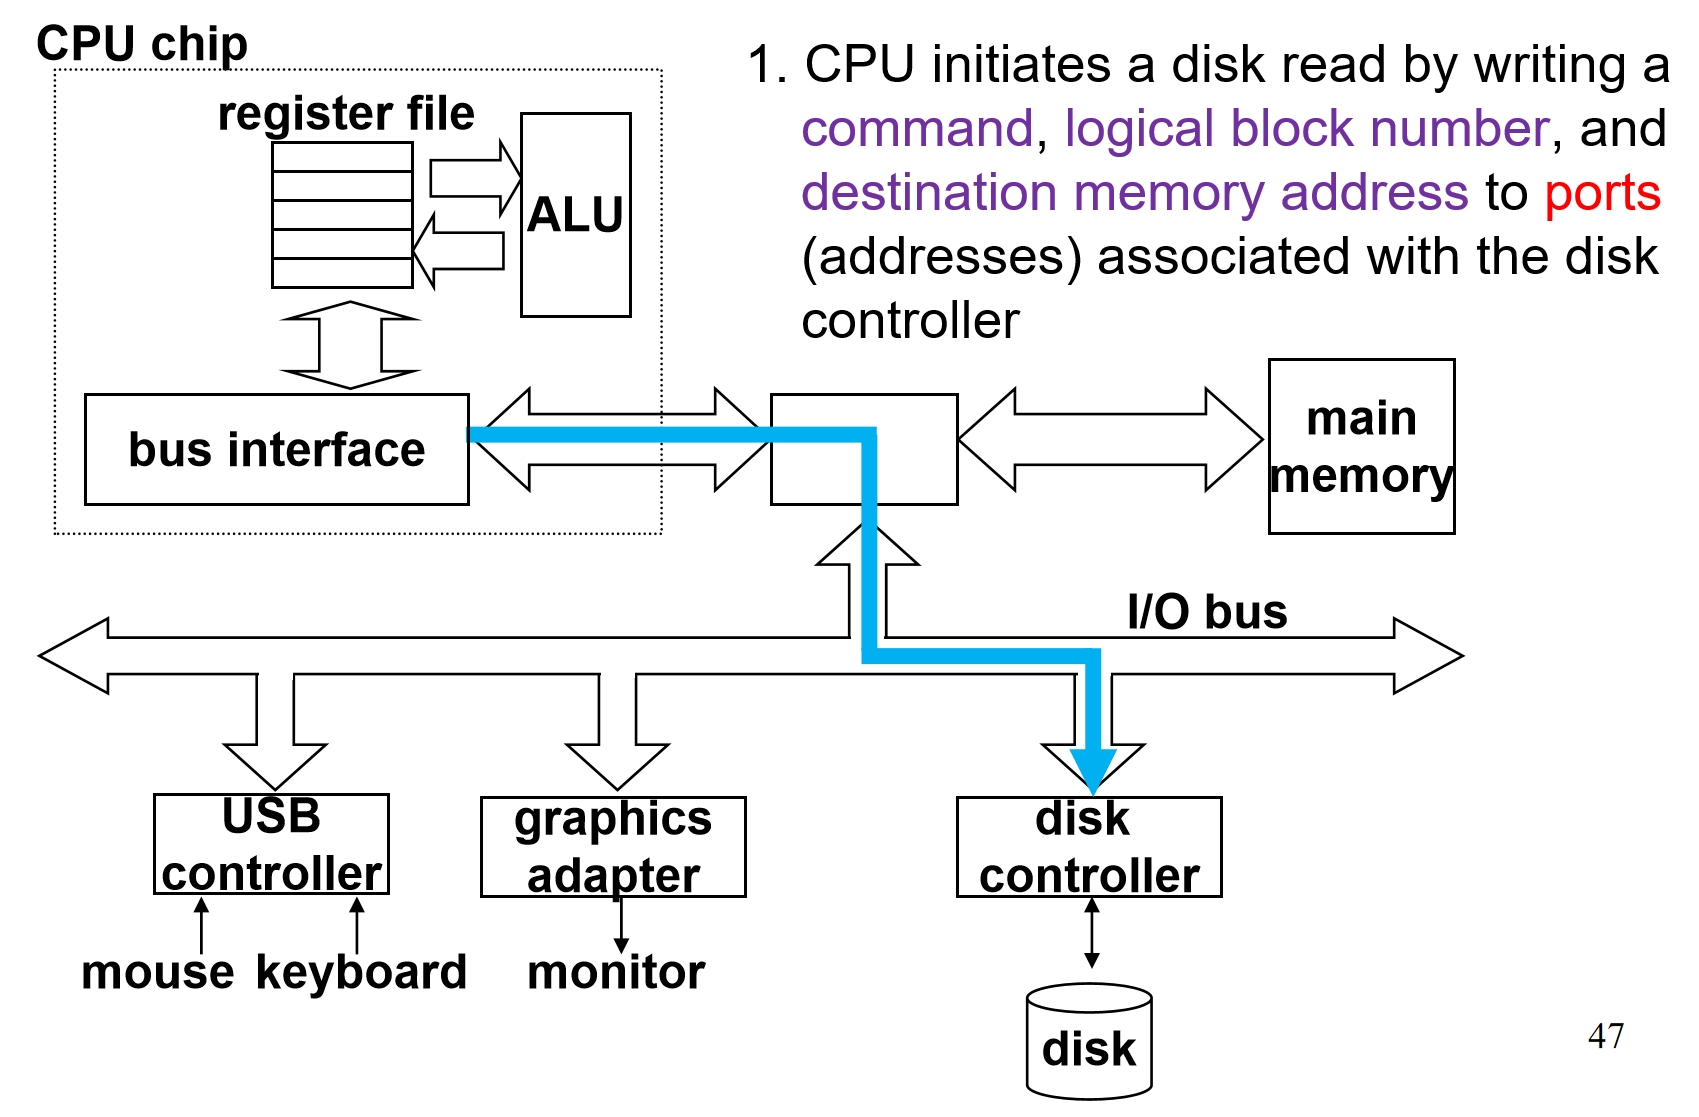 CPU chip
register file
ALU
1. CPU initiates a disk read by writing a
command, logical block number, and
destination memory address to ports
(addresses) associated with the disk
controller
bus interface
main
memory
I/O bus
USB
controller
graphics
adapter
disk
controller
mouse
keyboard
monitor
disk
47